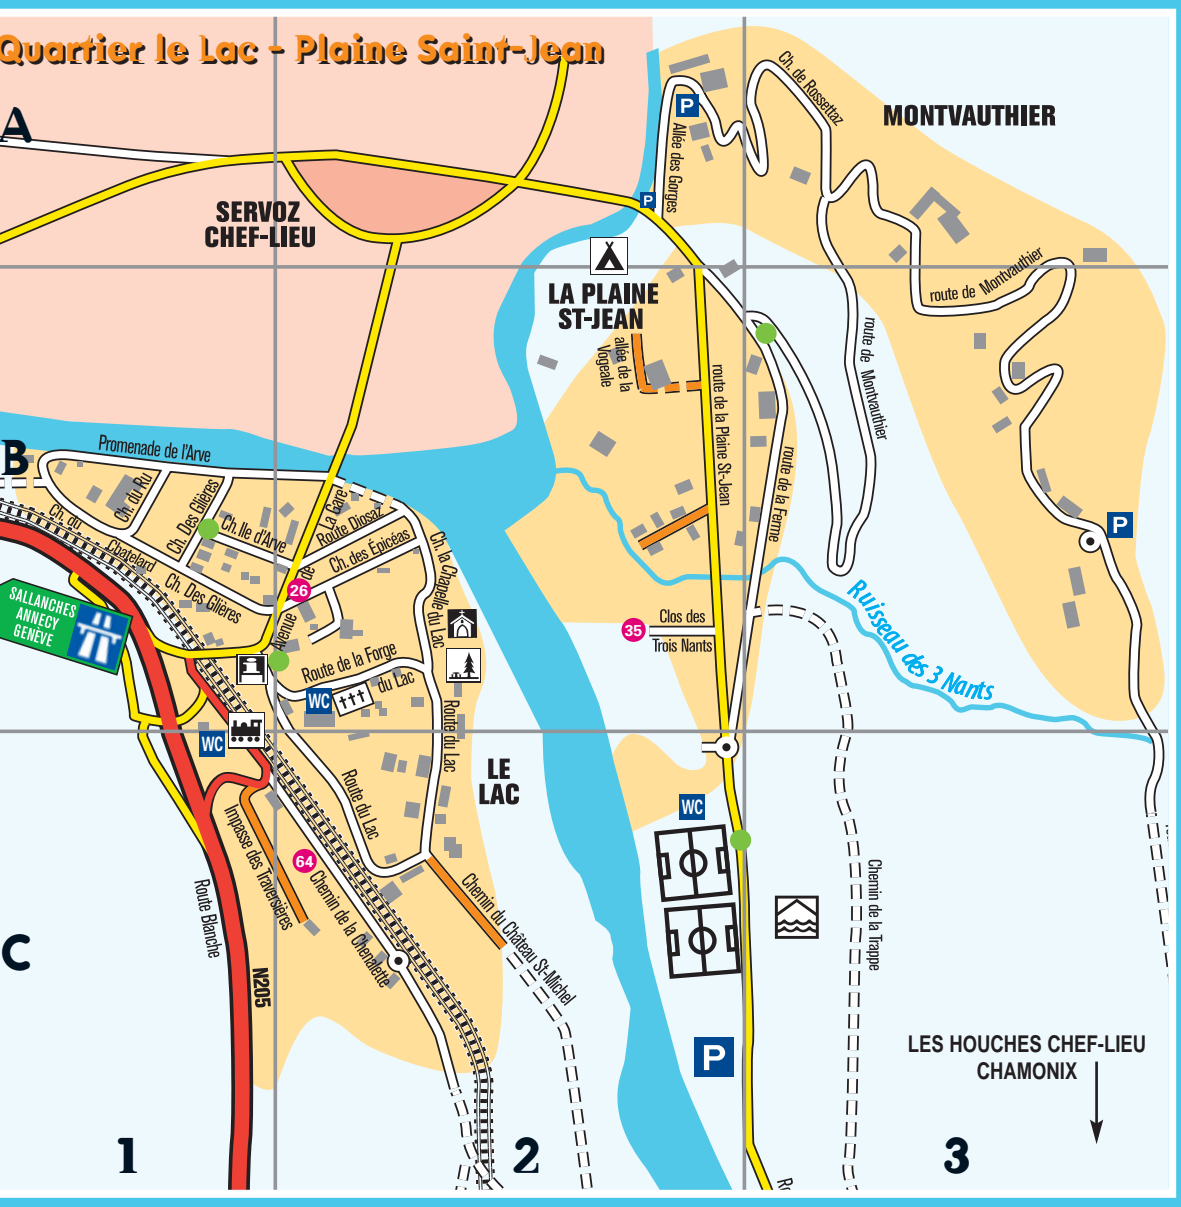 Quartier le Lac - Plaine Saint-Jean
A
MONTVAUTHIER
Ch. de Rossettaz
P
Allée des Gorges
P
SERVOZ
CHEF-LIEU
LA PLAINE
ST-JEAN
route de Montvauthier
route de Montvauthier
allée de la
Vogeale
route de la Plaine St-Jean
route de la Ferme
B
Promenade de l'Arve
Ch. du Ru
Ch. Des Glières
Ch. Ile d'Arve
Ch. du
Chatelard
Ch. Des Glières
Avenue de La Gare
Route Diosaz
Ch. des Épicéas
Ch. la Chapelle du Lac
26
P
SALLANCHES
ANNECY
GENÈVE
35
Clos des
Trois Nants
Ruisseau des 3 Nants
Route de la Forge
du Lac
WC
WC
Route du Lac
LE
LAC
Route du Lac
WC
Impasse des Traversières
64
Chemin de la Chenalette
Chemin du Château St-Michel
Route Blanche
N205
Chemin de la Trappe
C
P
LES HOUCHES CHEF-LIEU
CHAMONIX
1
2
3